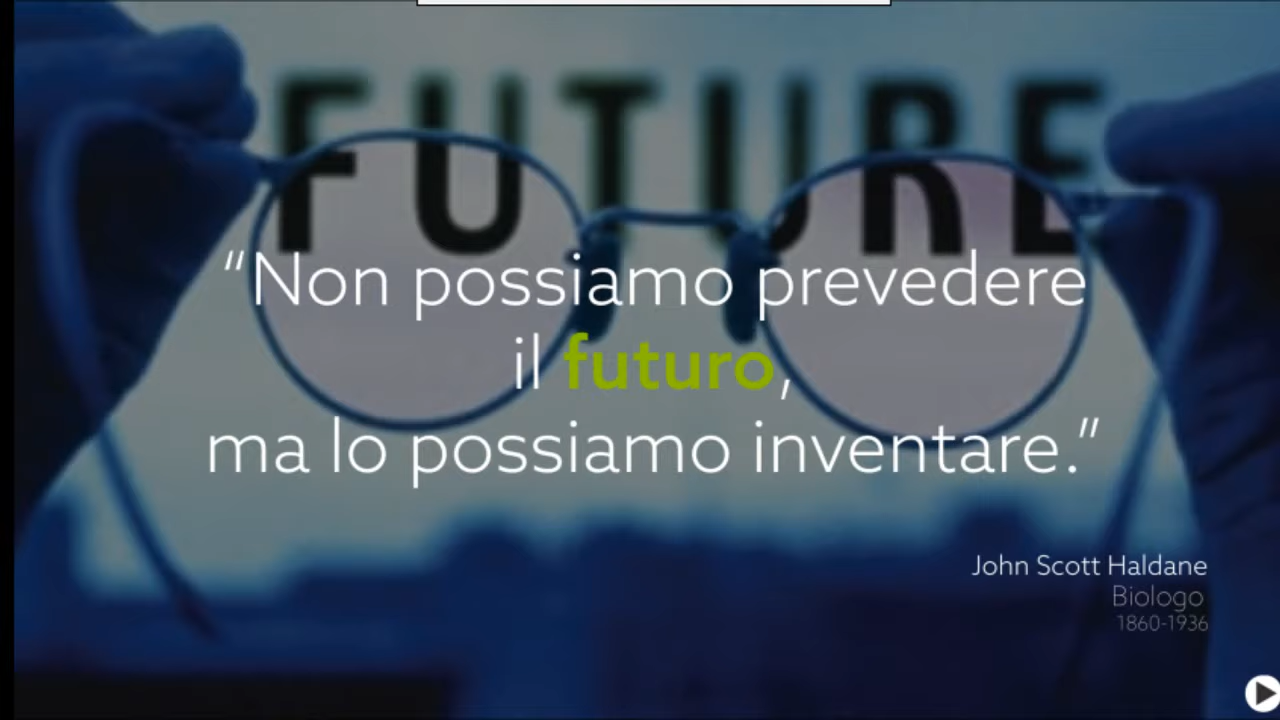 FUTURE
“Non possiamo prevedere
il futuro,
ma lo possiamo inventare.”
John Scott Haldane
Biologo
1860-1936